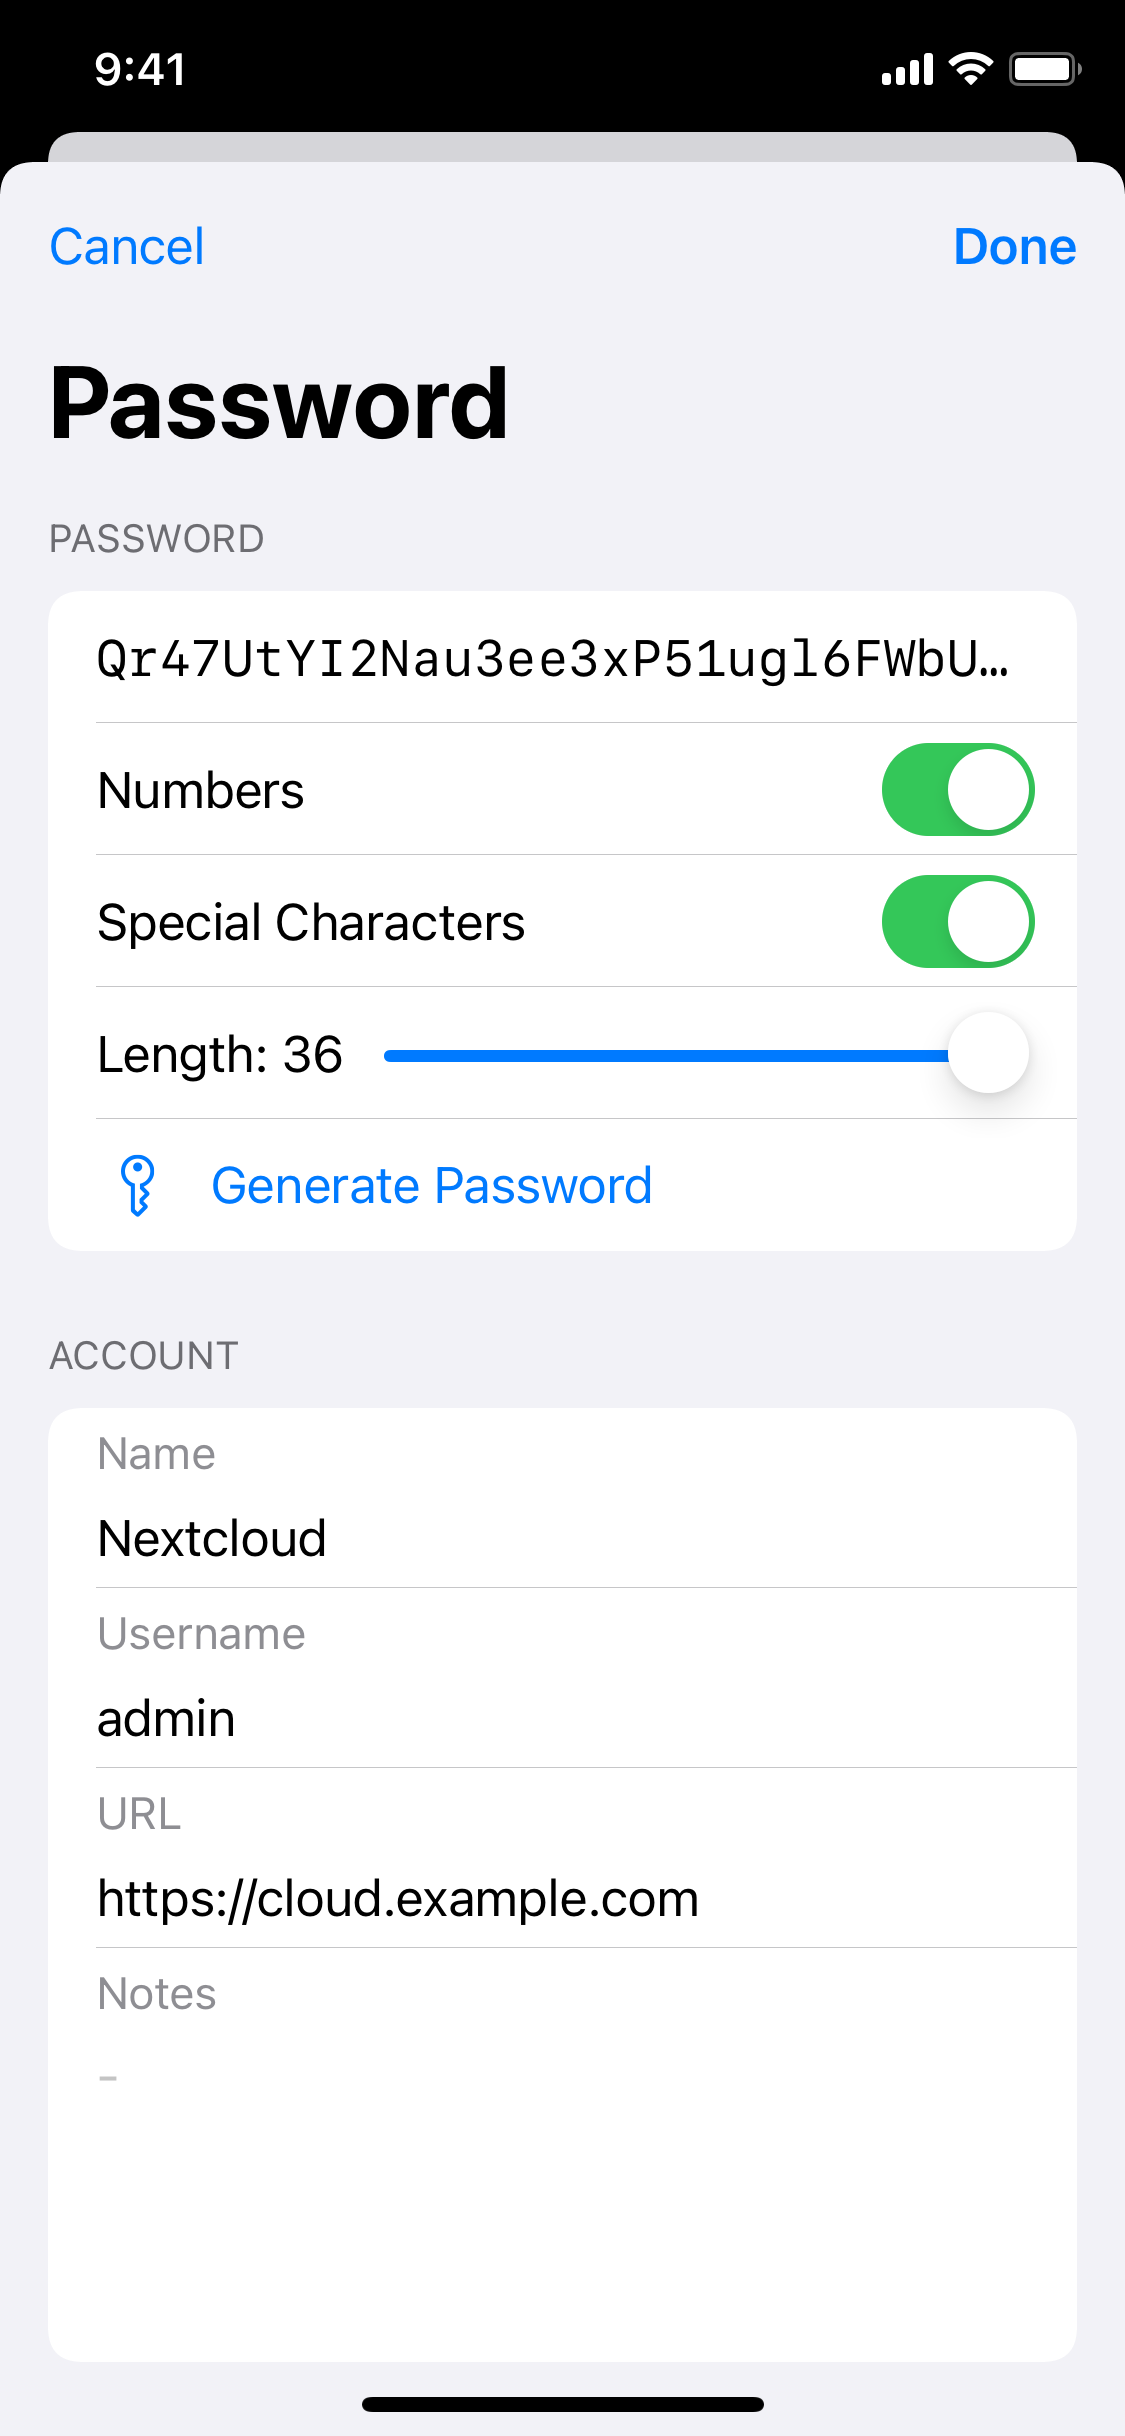 9:41
Cancel
Done
Password
PASSWORD
Qr47UtYI2Nau3ee3xP51ugl6FWbU…
Numbers
Special Characters
Length: 36
Generate Password
ACCOUNT
Name
Nextcloud
Username
admin
URL
https://cloud.example.com
Notes
-